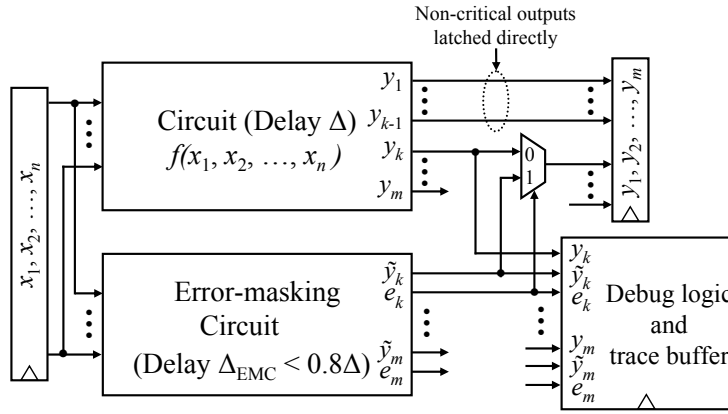 Non-critical outputs
latched directly
x₁, x₂, …, xₙ
Circuit (Delay Δ)
f(x₁, x₂, …, xₙ)
y₁
yₖ₋₁
yₖ
yₘ
0
1
y₁, y₂, …, yₘ
Error-masking
Circuit
(Delay Δ_EMC < 0.8Δ)
ỹₖ
eₖ
ỹₘ
eₘ
yₖ
ỹₖ
eₖ
yₘ
ỹₘ
eₘ
Debug logic
and
trace buffer